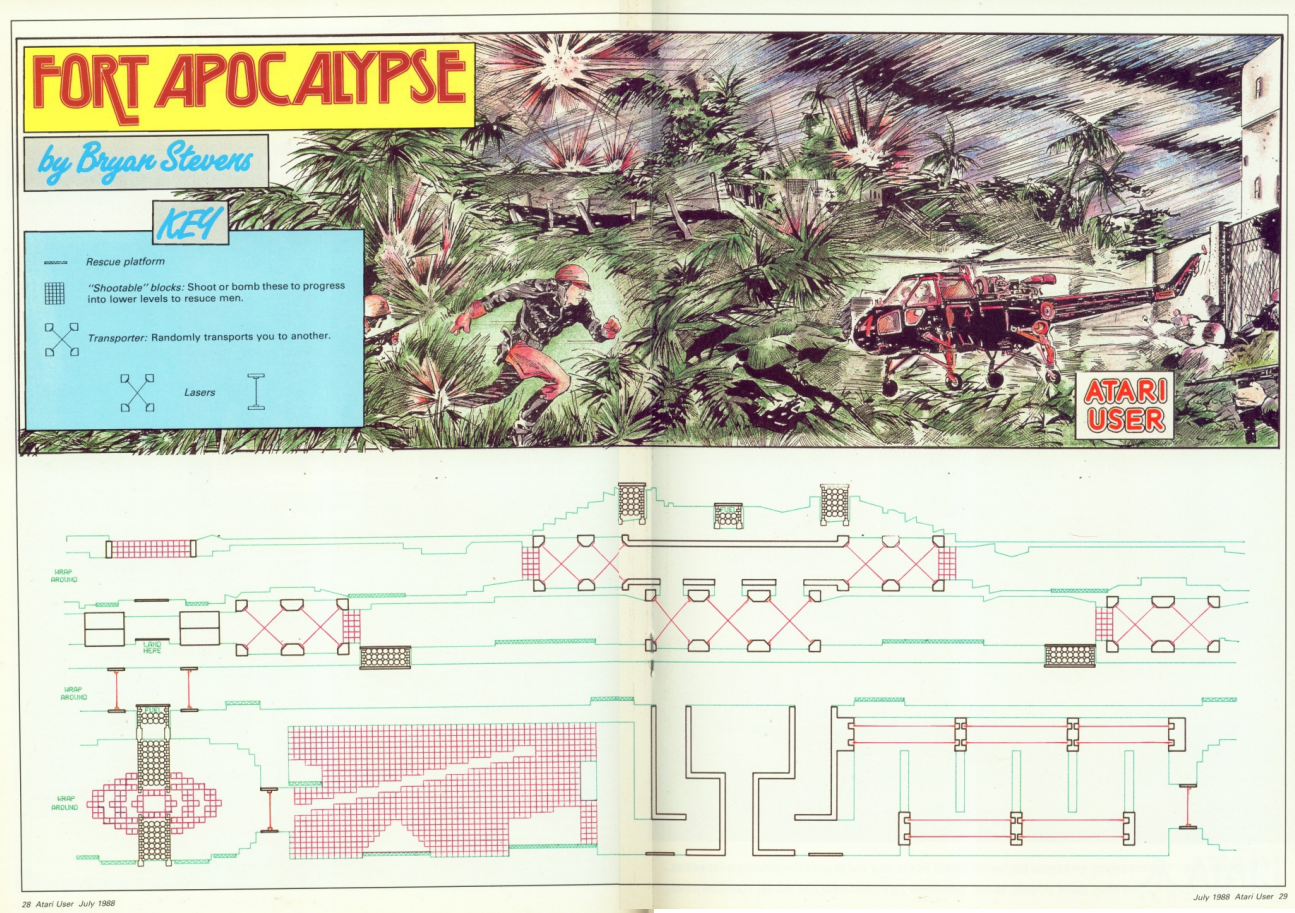 FORT APOCALYPSE
by Bryan Stevens
KEY
Rescue platform
"Shootable" blocks: Shoot or bomb these to progress
into lower levels to resuce men.
Transporter: Randomly transports you to another.
Lasers
ATARI
USER
FUEL
WRAP
AROUND
LAND
HERE
WRAP
AROUND
FUEL
WRAP
AROUND
28 Atari User July 1988
July 1988 Atari User 29